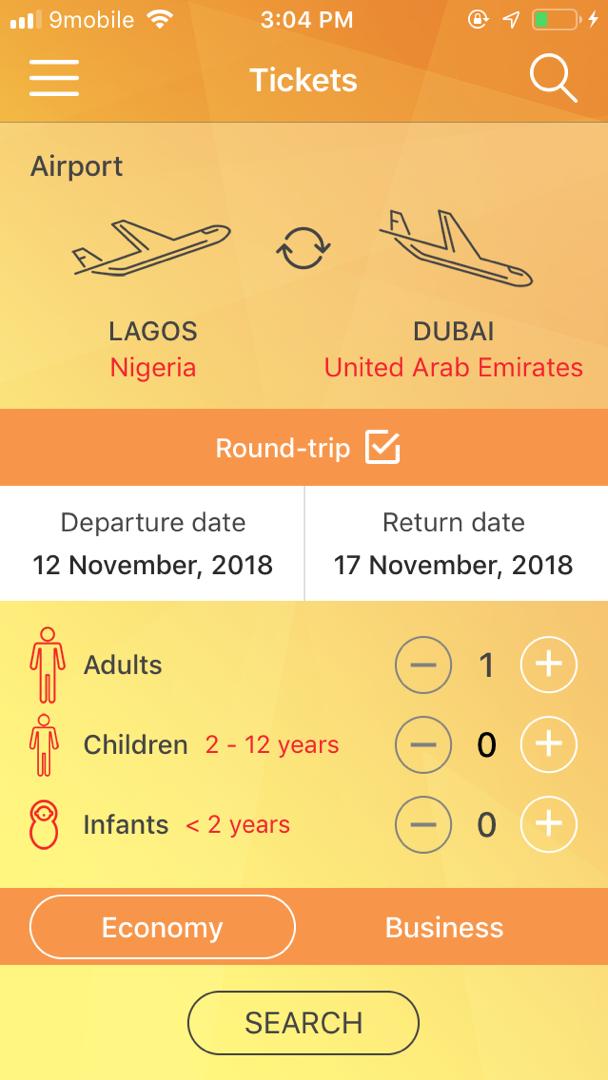 9mobile 3:04 PM
Tickets
Airport
LAGOS DUBAI
Nigeria United Arab Emirates
Round-trip
Departure date Return date
12 November, 2018 17 November, 2018
Adults 1
Children 2 - 12 years 0
Infants < 2 years 0
Economy Business
SEARCH